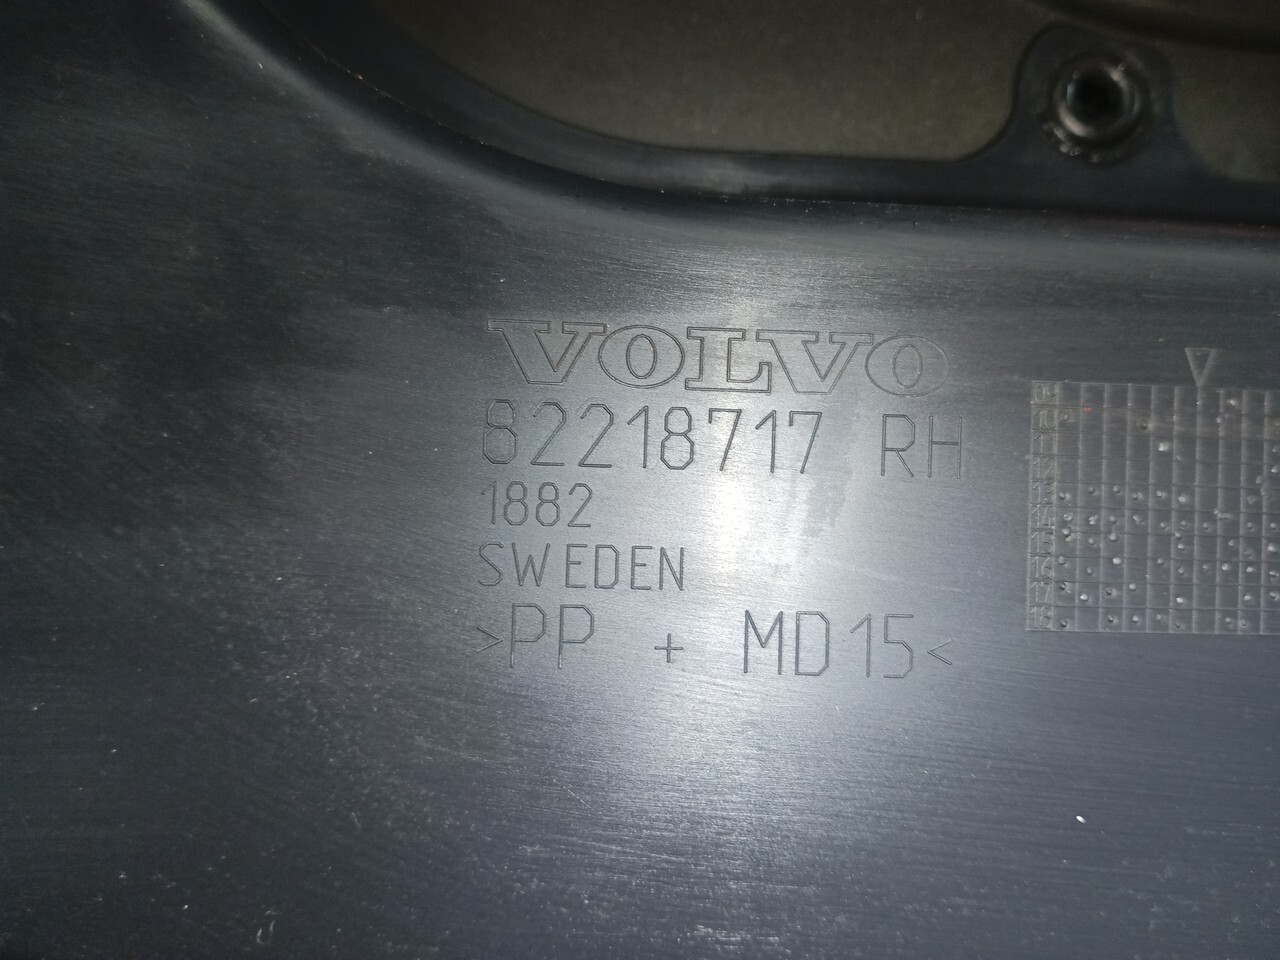 VOLVO
82218717 RH
1882
SWEDEN
>PP + MD15<